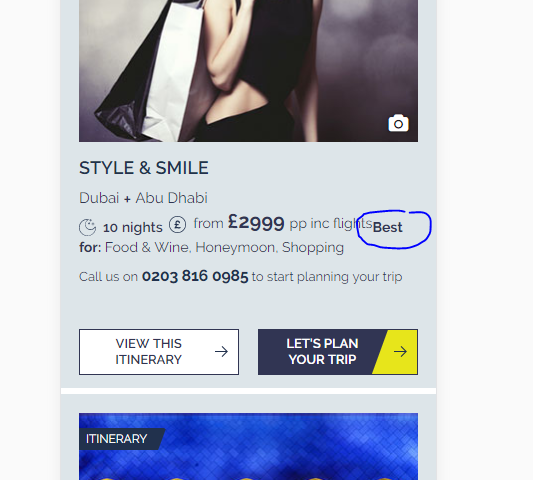 STYLE & SMILE
Dubai + Abu Dhabi
10 nights £ from £2999 pp inc flights Best
for: Food & Wine, Honeymoon, Shopping
Call us on 0203 816 0985 to start planning your trip
VIEW THIS
ITINERARY
LET'S PLAN
YOUR TRIP
ITINERARY